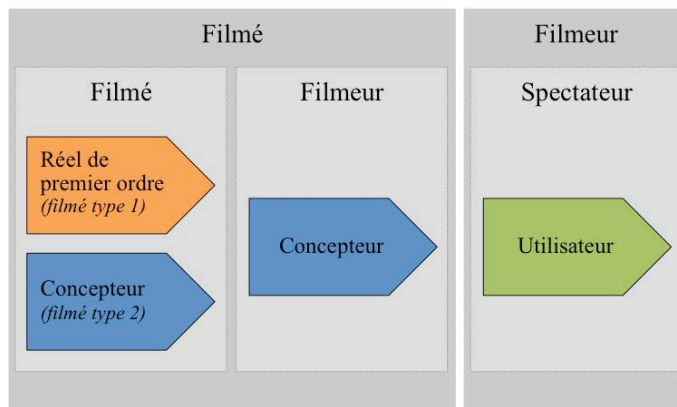 Filmé
Filmeur
Filmé
Filmeur
Spectateur
Réel de
premier ordre
(filmé type 1)
Concepteur
(filmé type 2)
Concepteur
Utilisateur